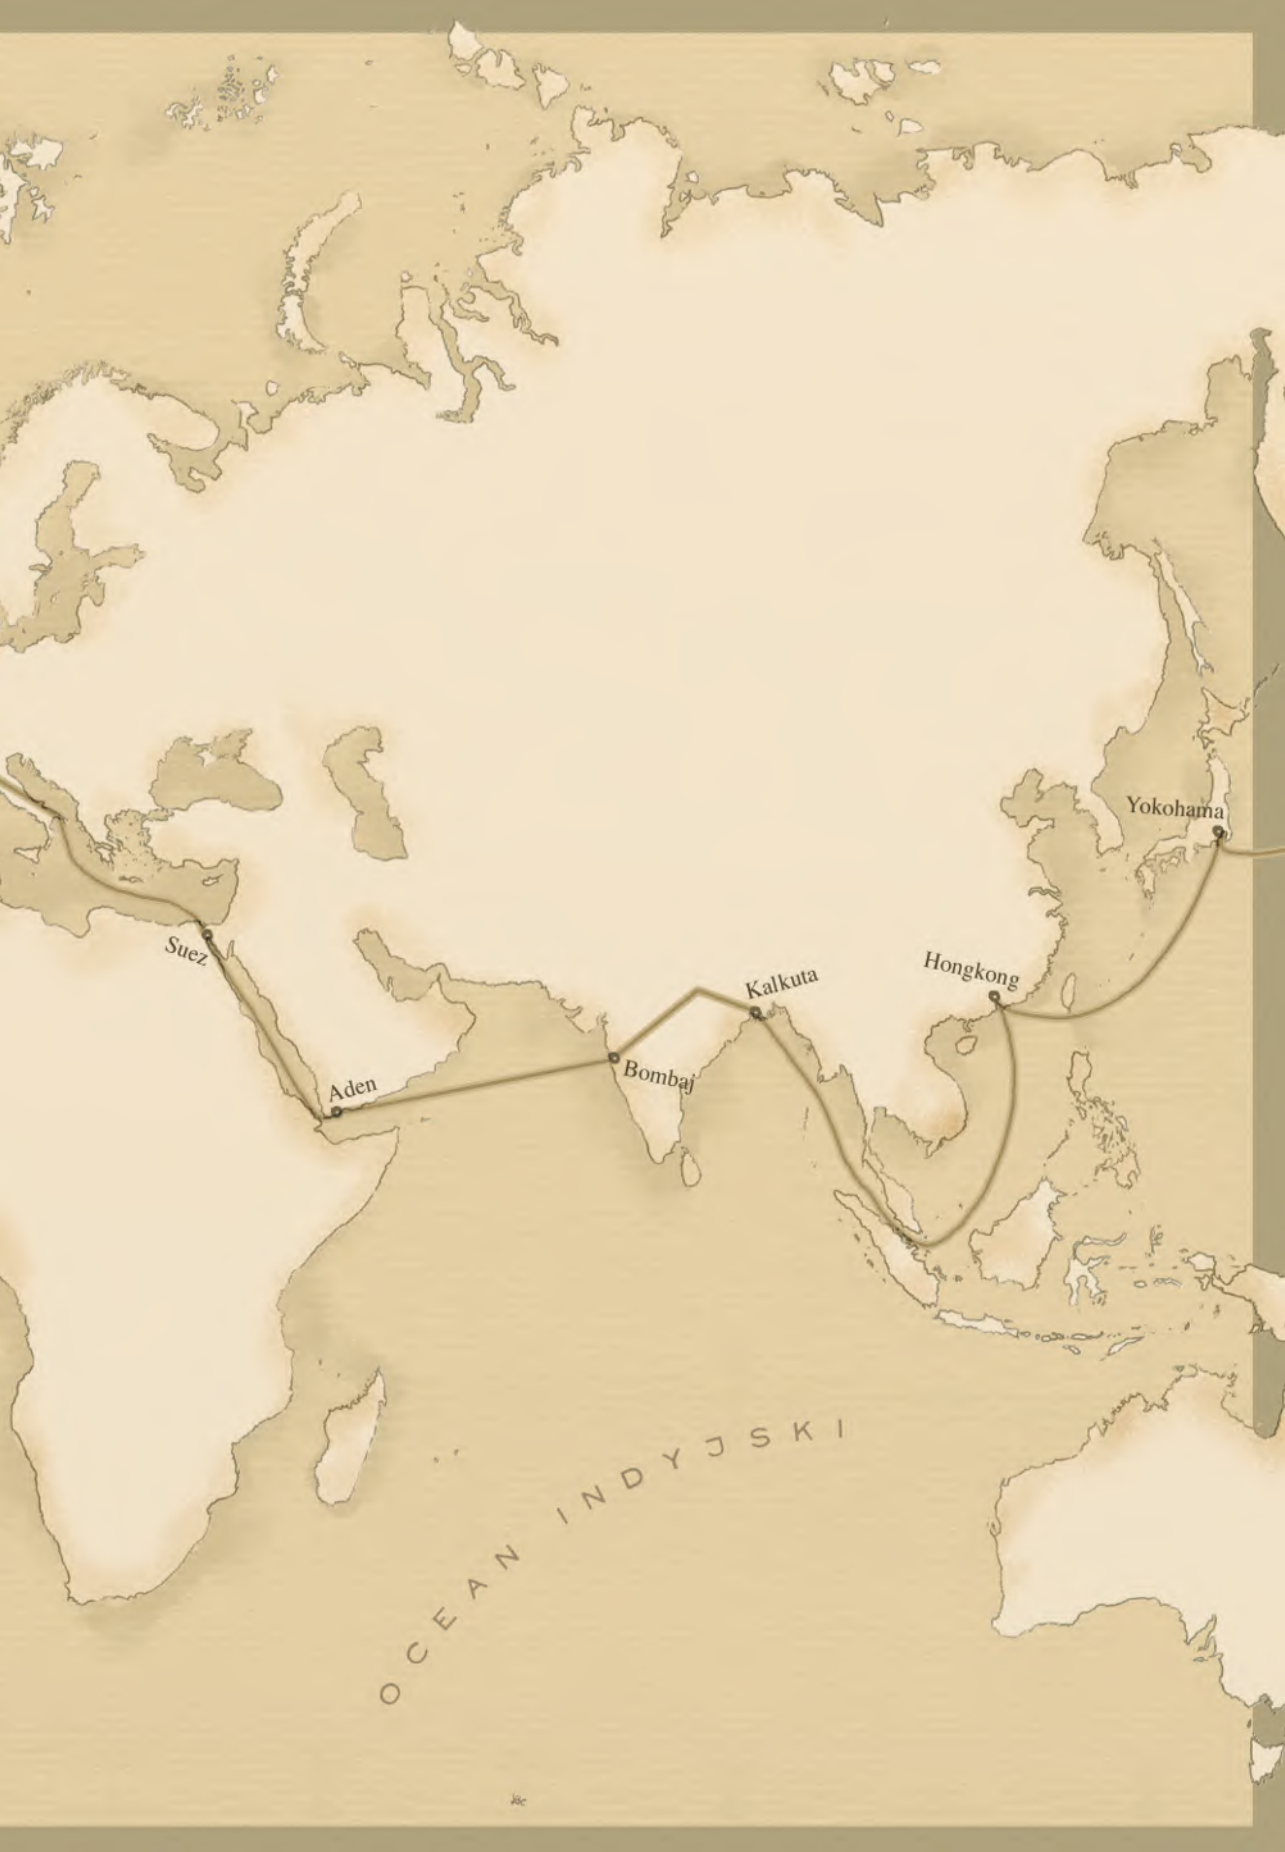 Yokohama
Suez
Hongkong
Kalkuta
Bombaj
Aden
OCEAN INDYJSKI